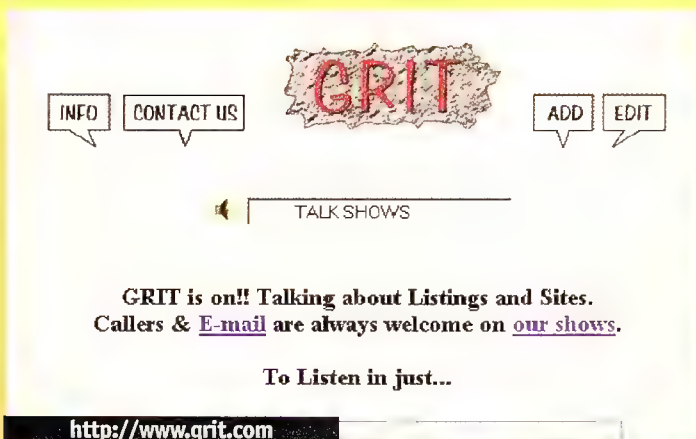 GRIT
INFO
CONTACT US
ADD
EDIT
TALK SHOWS
GRIT is on!! Talking about Listings and Sites.
Callers & E-mail are always welcome on our shows.
To Listen in just...
http://www.grit.com